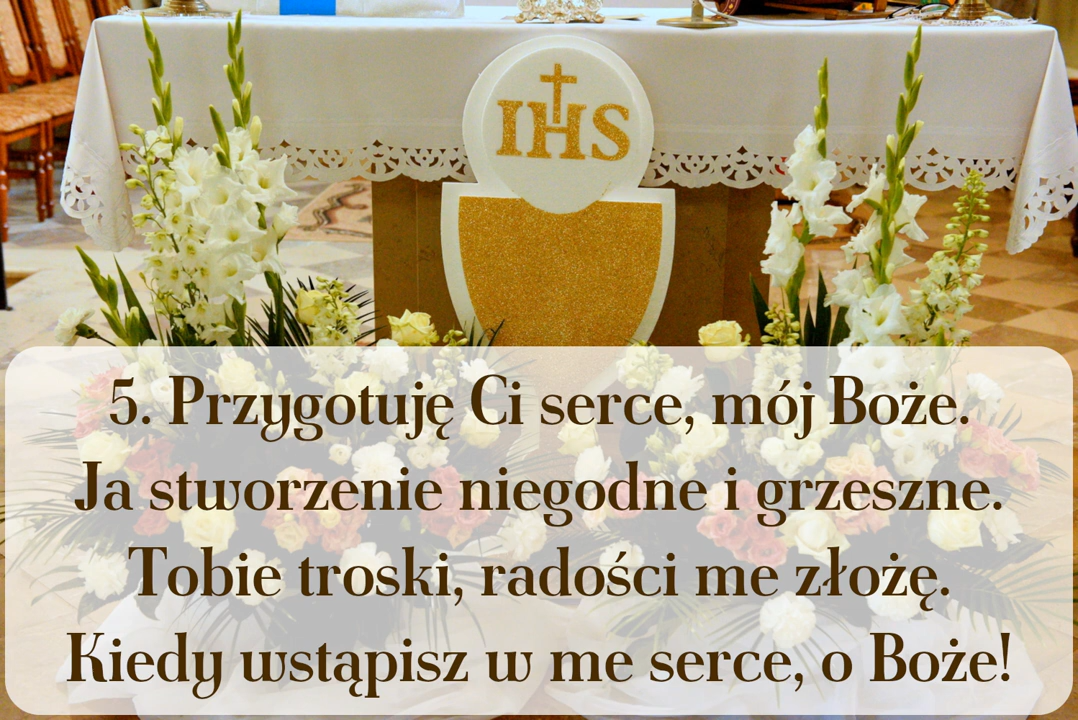 IHS
5. Przygotuję Ci serce, mój Boże.
Ja stworzenie niegodne i grzeszne.
Tobie troski, radości me złożę.
Kiedy wstąpisz w me serce, o Boże!